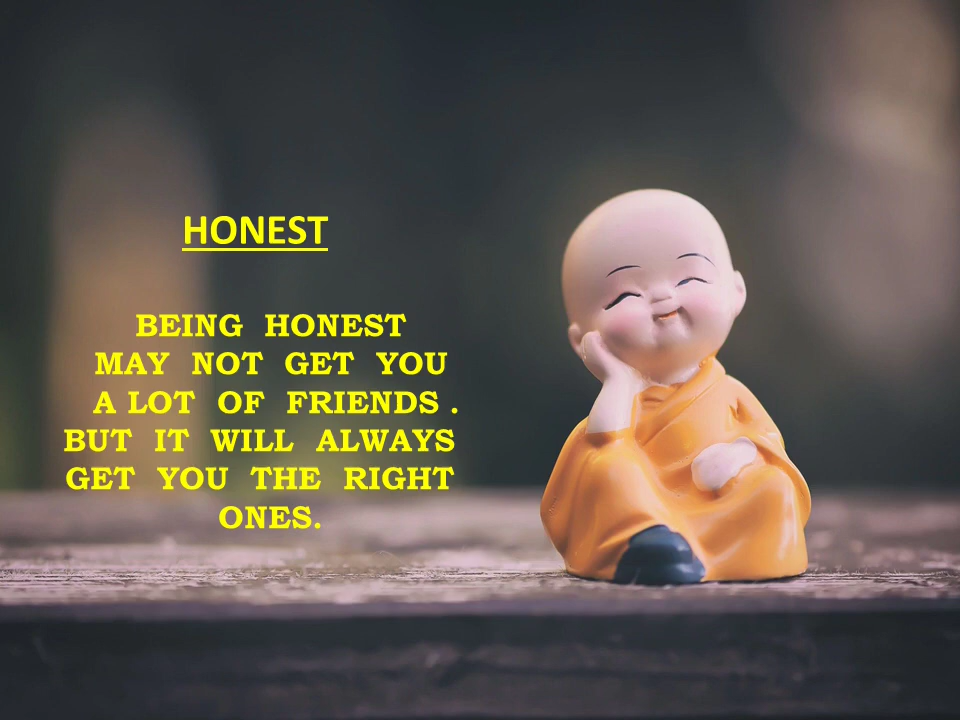 HONEST
BEING HONEST
MAY NOT GET YOU
A LOT OF FRIENDS .
BUT IT WILL ALWAYS
GET YOU THE RIGHT
ONES.